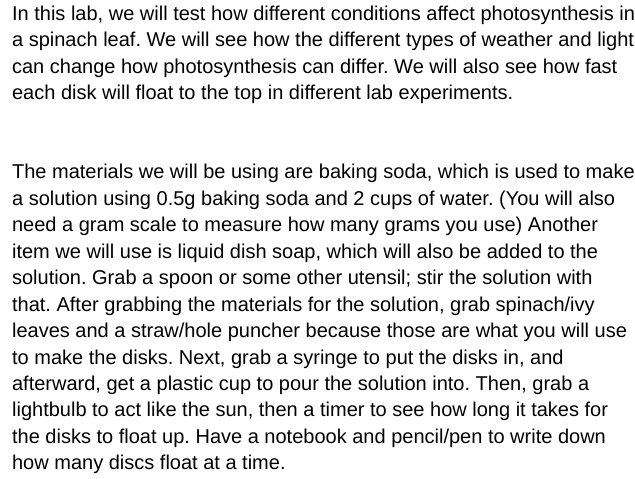 In this lab, we will test how different conditions affect photosynthesis in
a spinach leaf. We will see how the different types of weather and light
can change how photosynthesis can differ. We will also see how fast
each disk will float to the top in different lab experiments.
The materials we will be using are baking soda, which is used to make
a solution using 0.5g baking soda and 2 cups of water. (You will also
need a gram scale to measure how many grams you use) Another
item we will use is liquid dish soap, which will also be added to the
solution. Grab a spoon or some other utensil; stir the solution with
that. After grabbing the materials for the solution, grab spinach/ivy
leaves and a straw/hole puncher because those are what you will use
to make the disks. Next, grab a syringe to put the disks in, and
afterward, get a plastic cup to pour the solution into. Then, grab a
lightbulb to act like the sun, then a timer to see how long it takes for
the disks to float up. Have a notebook and pencil/pen to write down
how many discs float at a time.